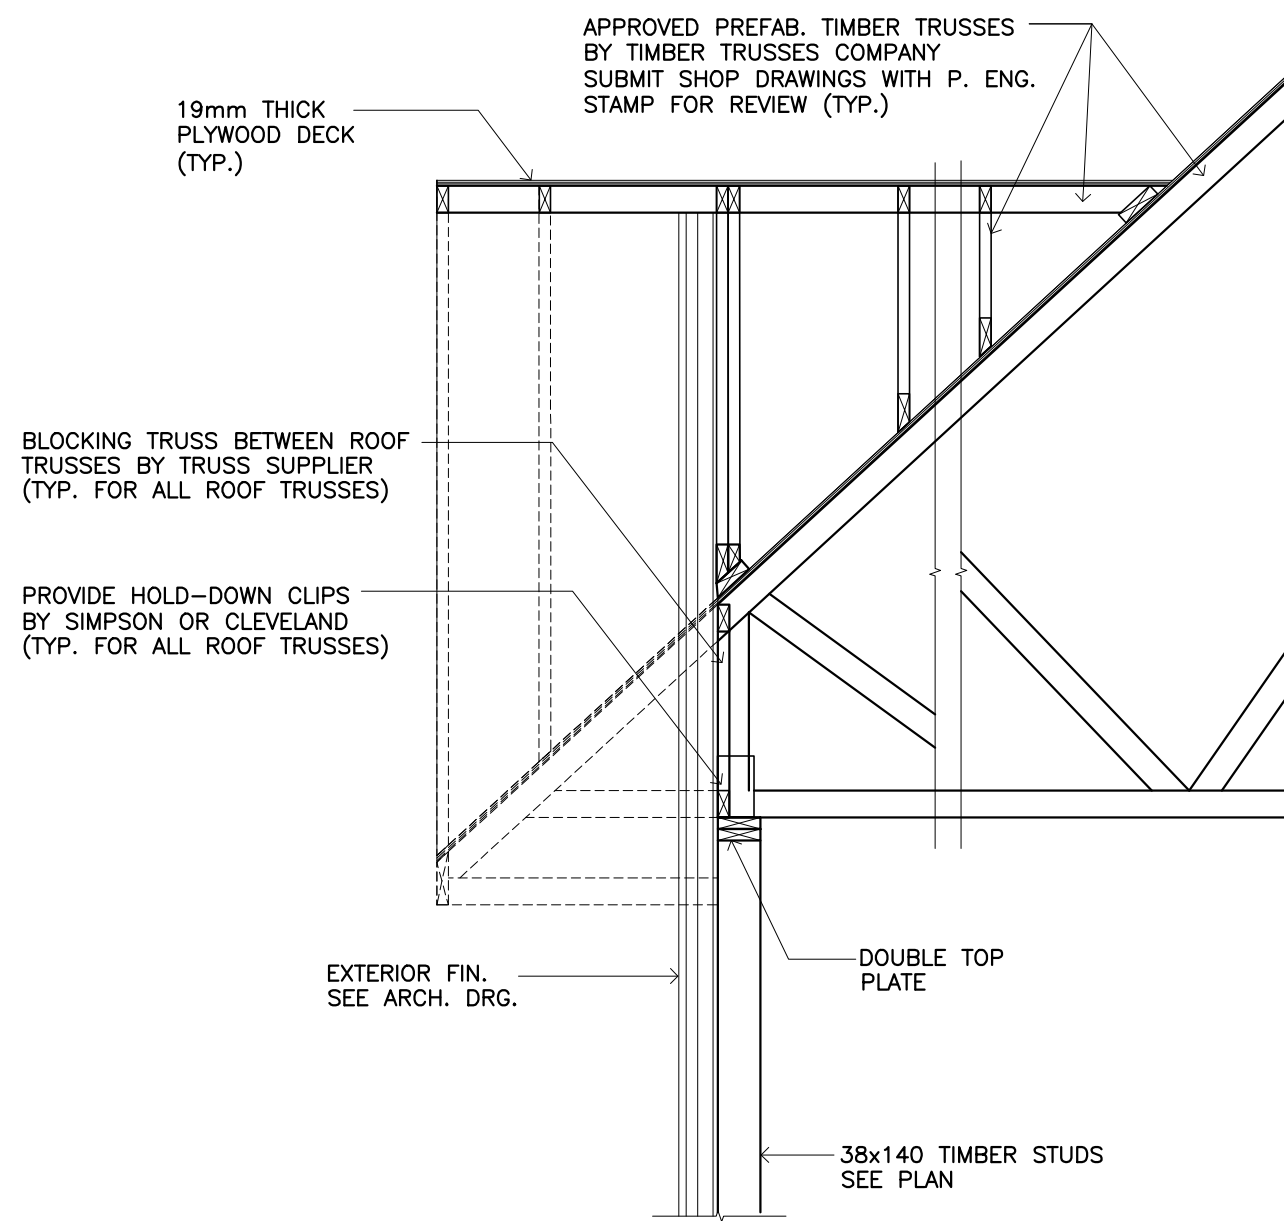 APPROVED PREFAB. TIMBER TRUSSES
BY TIMBER TRUSSES COMPANY
SUBMIT SHOP DRAWINGS WITH P. ENG.
STAMP FOR REVIEW (TYP.)
19mm THICK
PLYWOOD DECK
(TYP.)
BLOCKING TRUSS BETWEEN ROOF
TRUSSES BY TRUSS SUPPLIER
(TYP. FOR ALL ROOF TRUSSES)
PROVIDE HOLD-DOWN CLIPS
BY SIMPSON OR CLEVELAND
(TYP. FOR ALL ROOF TRUSSES)
DOUBLE TOP
PLATE
EXTERIOR FIN.
SEE ARCH. DRG.
38x140 TIMBER STUDS
SEE PLAN